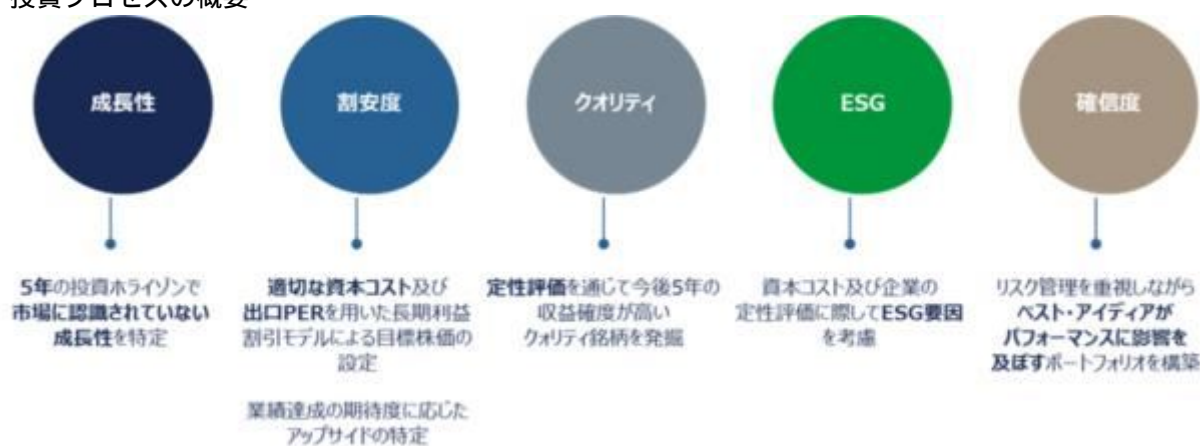 投資プロセスの概要
成長性
割安度
クオリティ
ESG
確信度
5年の投資ホライゾンで
市場に認識されていない
成長性を特定
適切な資本コスト及び
出口PERを用いた長期利益
割引モデルによる目標株価の
設定
業績達成の期待度に応じた
アップサイドの特定
定性評価を通じて今後5年の
収益確度が高い
クォリティ銘柄を発掘
資本コスト及び企業の
定性評価に際してESG要因
を考慮
リスク管理を重視しながら
ベスト・アイディアが
パフォーマンスに影響を
及ぼすポートフォリオを構築